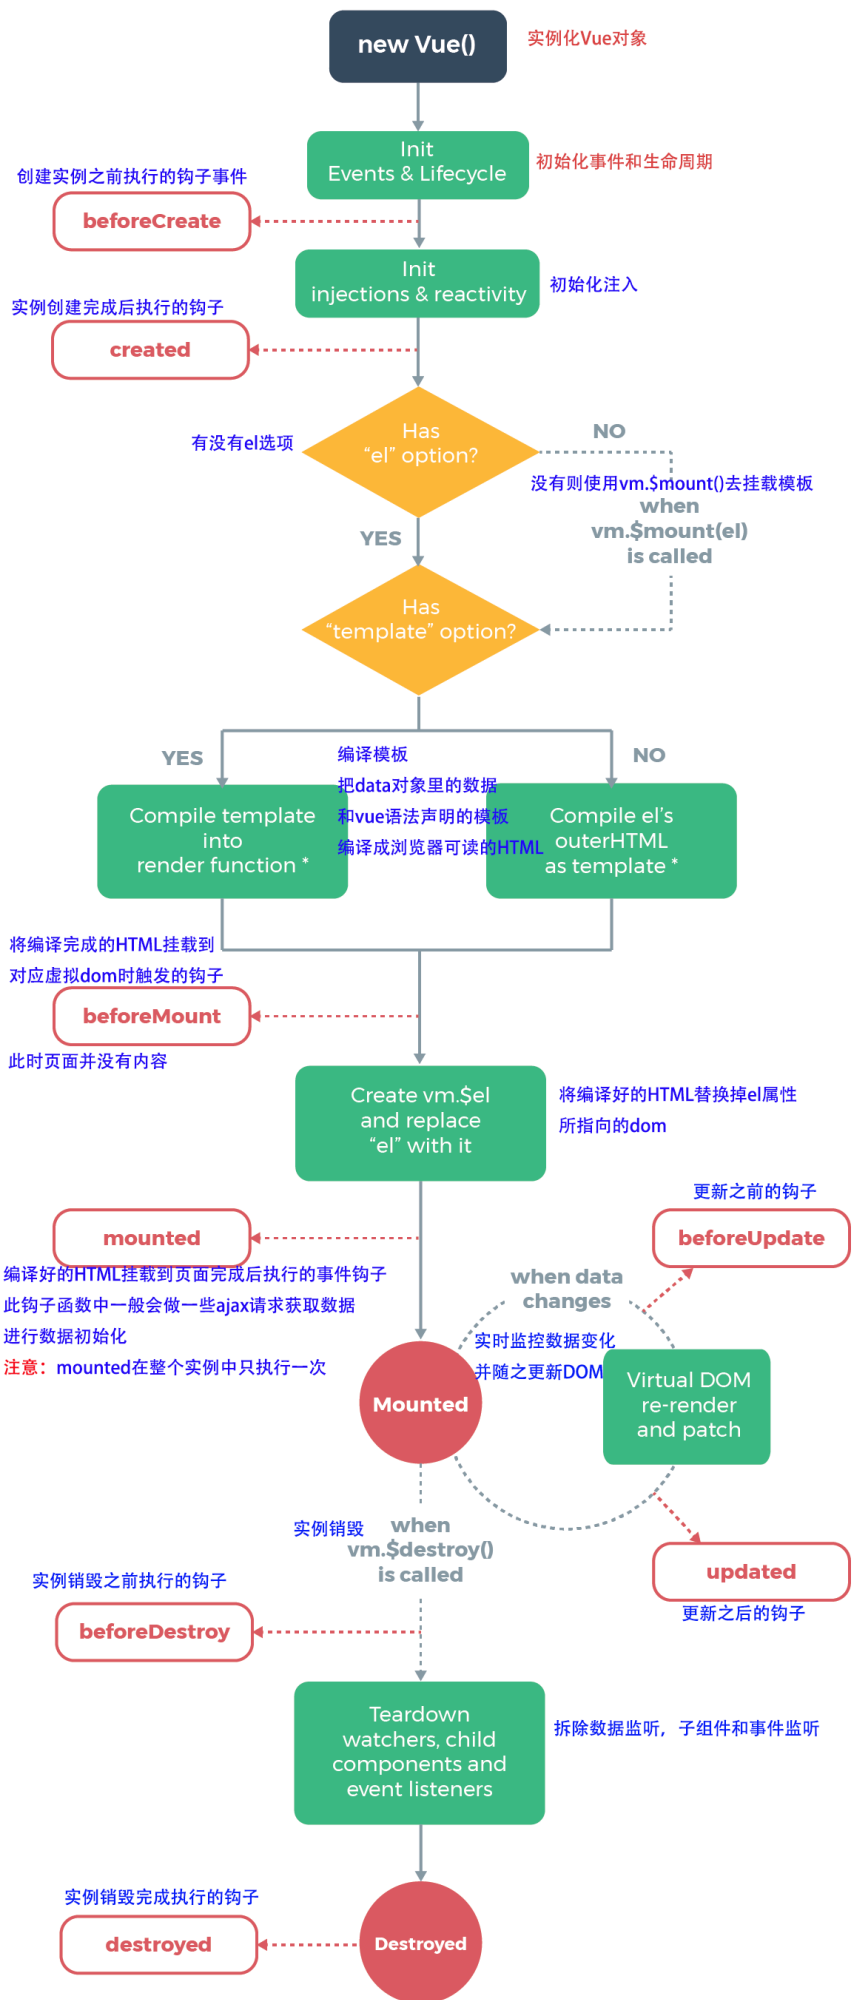 new Vue()
实例化Vue对象
Init
Events & Lifecycle
初始化事件和生命周期
创建实例之前执行的钩子事件
beforeCreate
Init
injections & reactivity
初始化注入
实例创建完成后执行的钩子
created
Has
“el” option?
有没有el选项
NO
没有则使用vm.$mount()去挂载模板
when
vm.$mount(el)
is called
YES
Has
“template” option?
YES
NO
编译模板
把data对象里的数据
和vue语法声明的模板
编译成浏览器可读的HTML
Compile template
into
render function *
Compile el’s
outerHTML
as template *
将编译完成的HTML挂载到
对应虚拟dom时触发的钩子
beforeMount
此时页面并没有内容
Create vm.$el
and replace
“el” with it
将编译好的HTML替换掉el属性
所指向的dom
mounted
编译好的HTML挂载到页面完成后执行的事件钩子
此钩子函数中一般会做一些ajax请求获取数据
进行数据初始化
注意：mounted在整个实例中只执行一次
更新之前的钩子
beforeUpdate
when data
changes
实时监控数据变化
并随之更新DOM
Mounted
Virtual DOM
re-render
and patch
updated
更新之后的钩子
实例销毁
when
vm.$destroy()
is called
实例销毁之前执行的钩子
beforeDestroy
Teardown
watchers, child
components and
event listeners
拆除数据监听，子组件和事件监听
实例销毁完成执行的钩子
destroyed
Destroyed